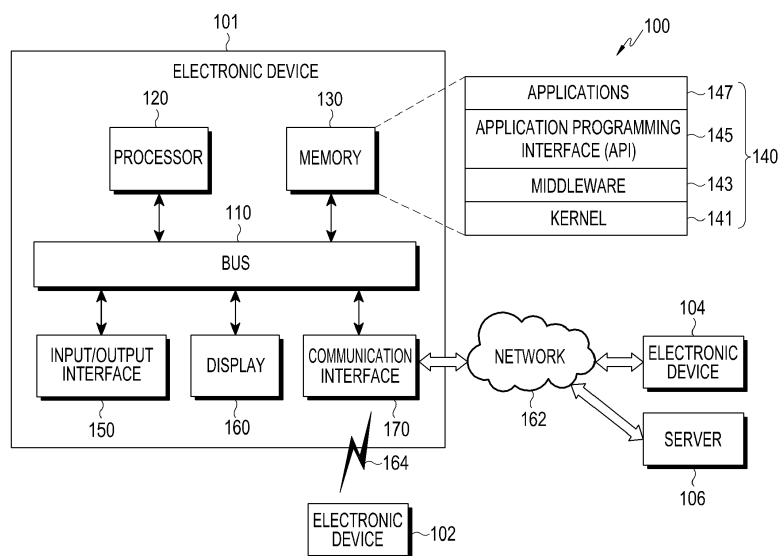 101
100
ELECTRONIC DEVICE
120
130
PROCESSOR
MEMORY
APPLICATIONS
147
APPLICATION PROGRAMMING
INTERFACE (API)
145
140
MIDDLEWARE
143
KERNEL
141
110
BUS
INPUT/OUTPUT
INTERFACE
150
DISPLAY
160
COMMUNICATION
INTERFACE
170
NETWORK
162
104
ELECTRONIC
DEVICE
SERVER
106
164
ELECTRONIC
DEVICE
102